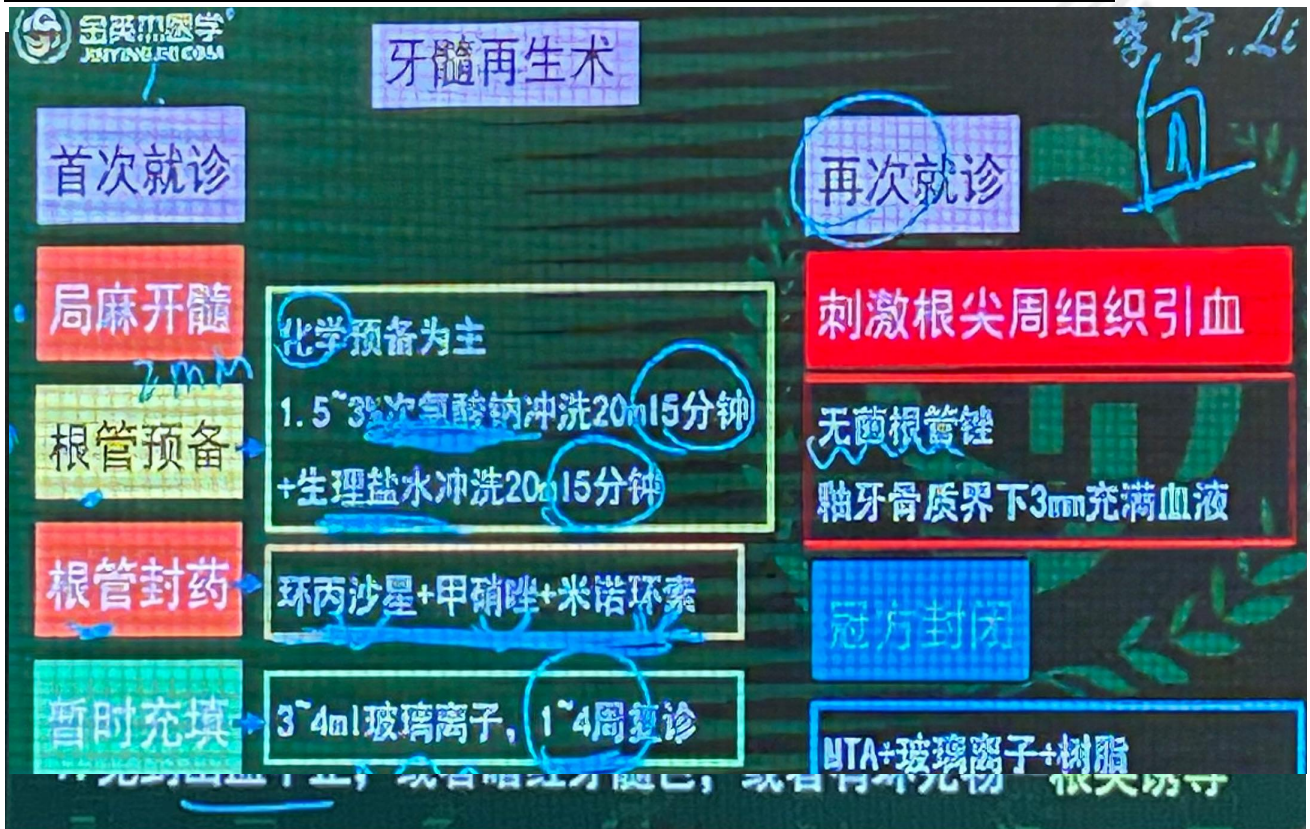 金英杰医学
JINYINGJIE.COM
李宁.Li
牙髓再生术
首次就诊
局麻开髓
2mm
根管预备
化学预备为主
1.5~3%次氯酸钠冲洗20ml5分钟
+生理盐水冲洗20ml5分钟
根管封药
环丙沙星+甲硝唑+米诺环素
暂时充填
3~4ml玻璃离子，1~4周复诊
再次就诊
刺激根尖周组织引血
无菌根管锉
釉牙骨质界下3mm充满血液
冠方封闭
MTA+玻璃离子+树脂